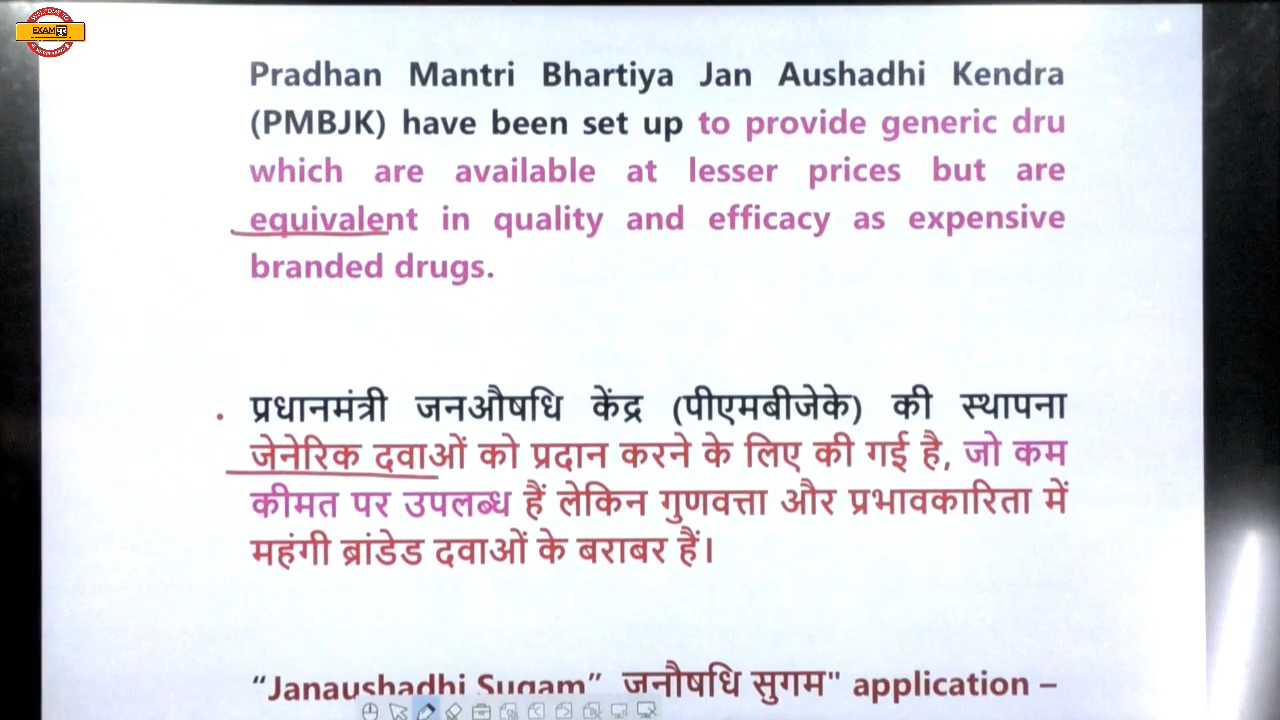 WELCOME TO
EXAM पुर
Pradhan Mantri Bhartiya Jan Aushadhi Kendra
(PMBJK) have been set up to provide generic dru
which are available at lesser prices but are
equivalent in quality and efficacy as expensive
branded drugs.
प्रधानमंत्री जनऔषधि केंद्र (पीएमबीजेके) की स्थापना
जेनेरिक दवाओं को प्रदान करने के लिए की गई है, जो कम
कीमत पर उपलब्ध हैं लेकिन गुणवत्ता और प्रभावकारिता में
महंगी ब्रांडेड दवाओं के बराबर हैं।
“Janaushadhi Sugam” जनौषधि सुगम" application –